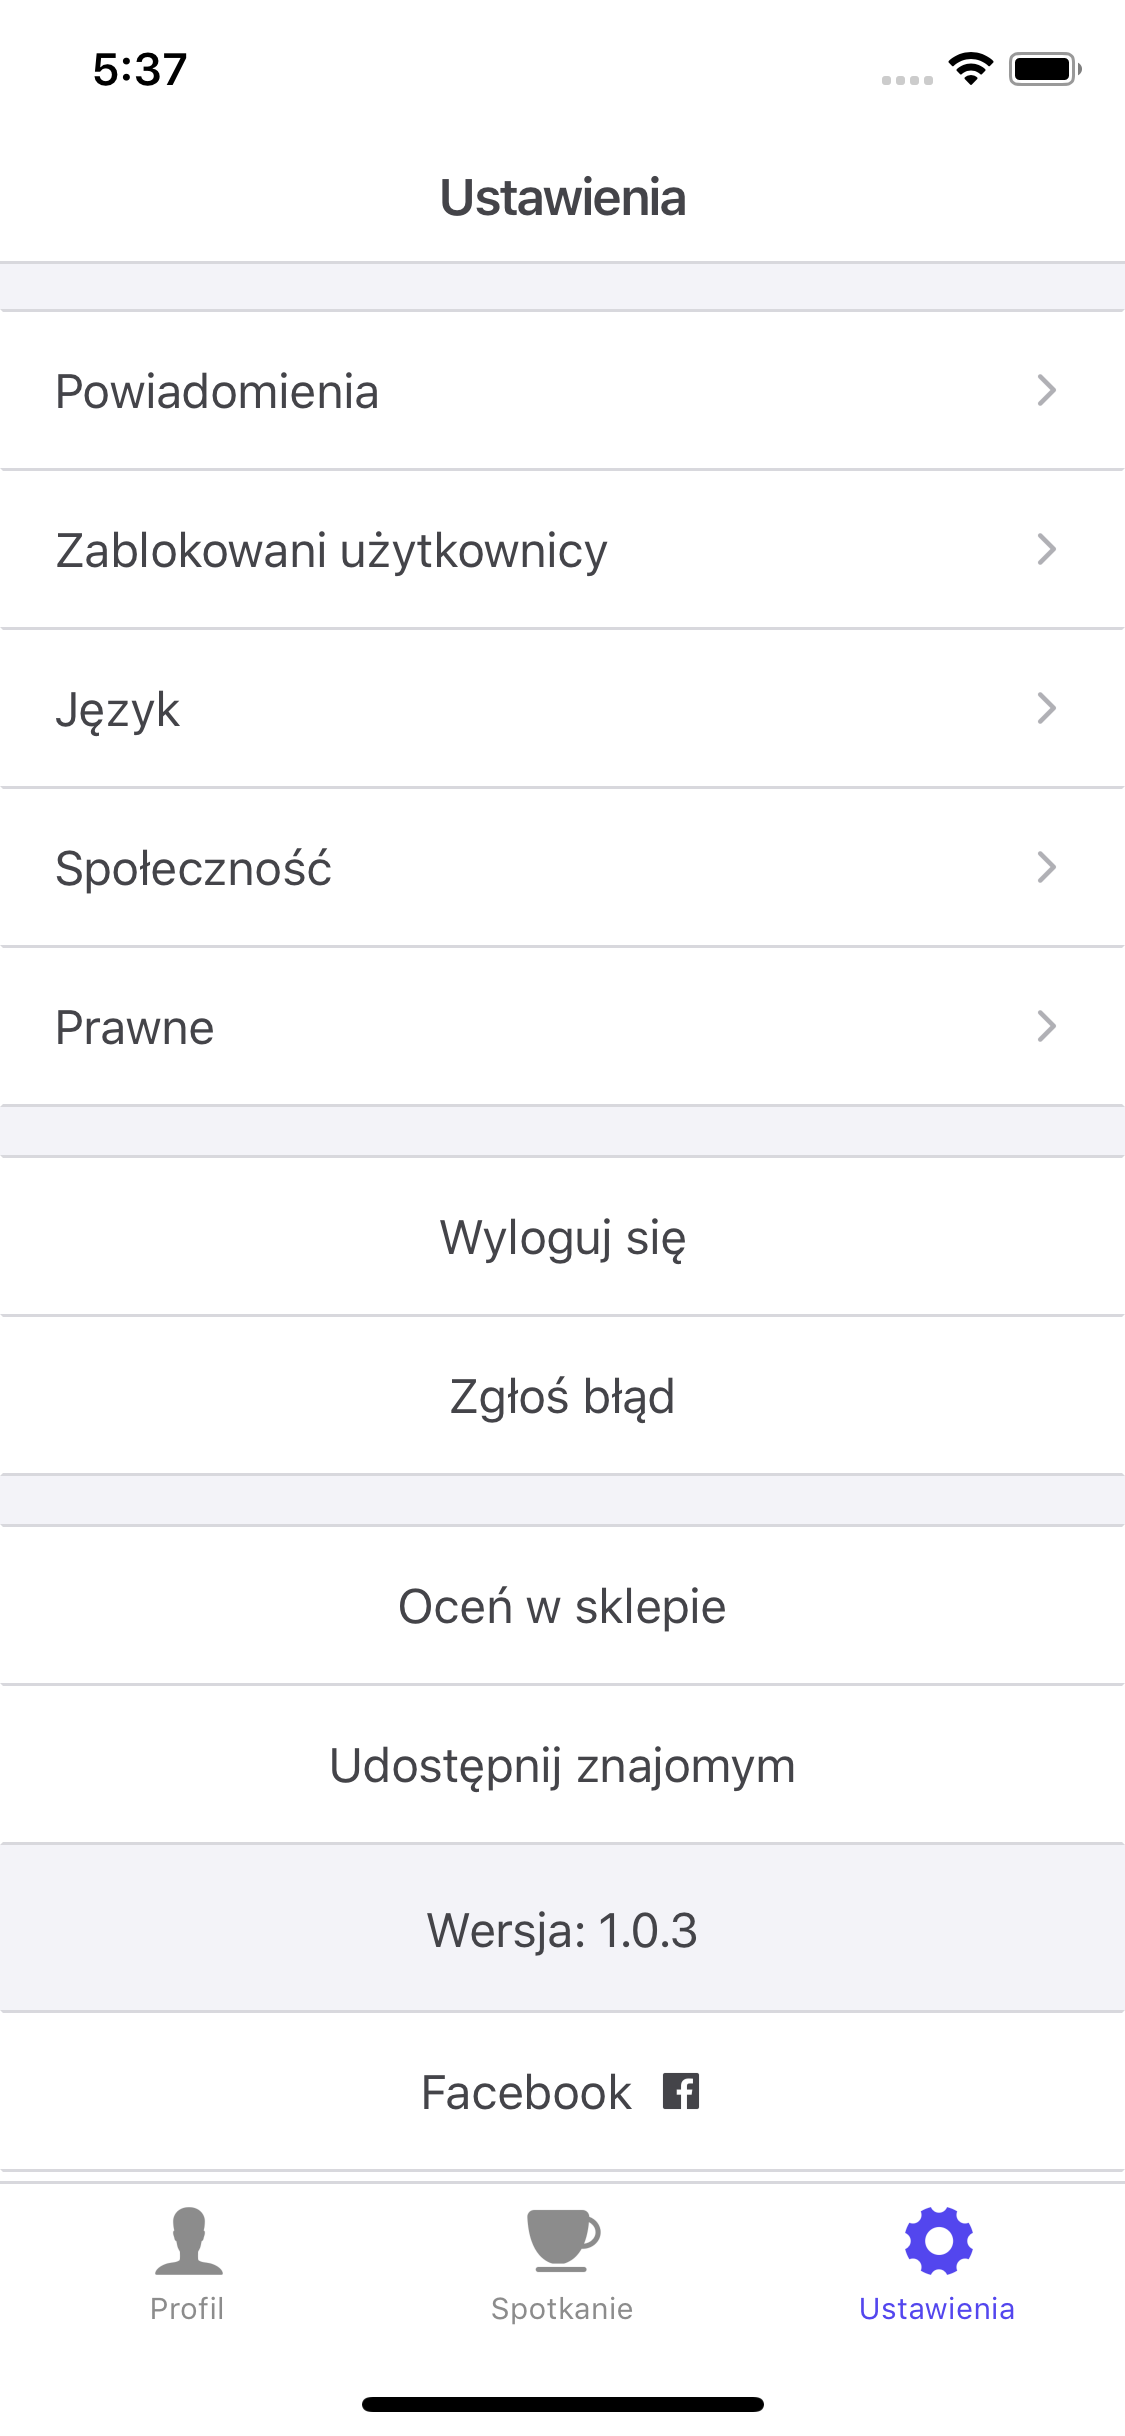 5:37
Ustawienia
Powiadomienia
Zablokowani użytkownicy
Język
Społeczność
Prawne
Wyloguj się
Zgłoś błąd
Oceń w sklepie
Udostępnij znajomym
Wersja: 1.0.3
Facebook
Profil
Spotkanie
Ustawienia